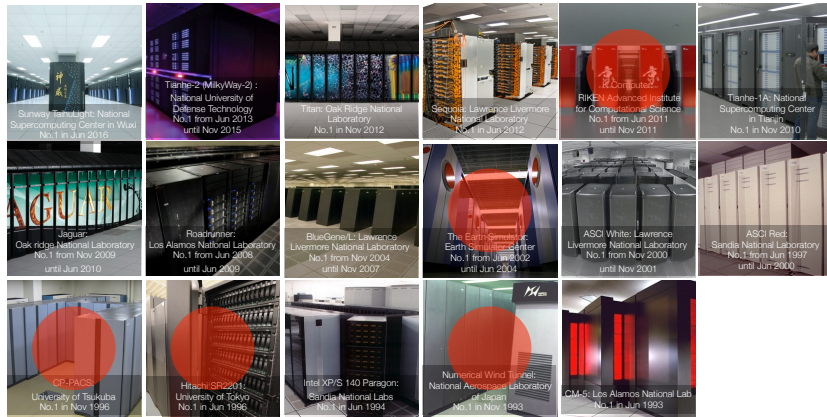 神威
Sunway TaihuLight: National
Supercomputing Center in Wuxi
No.1 in Jun 2016
Tianhe-2 (MilkyWay-2) :
National University of
Defense Technology
No.1 from Jun 2013
until Nov 2015
Titan: Oak Ridge National
Laboratory
No.1 in Nov 2012
Sequoia: Lawrance Livermore
National Laboratory
No.1 in Jun 2012
京 京
K Computer:
RIKEN Advanced Institute
for Computational Science
No.1 from Jun 2011
until Nov 2011
Tianhe-1A: National
Supercomputing Center
in Tianjin
No.1 in Nov 2010
AGUAR
Jaguar:
Oak ridge National Laboratory
No.1 from Nov 2009
until Jun 2010
Roadrunner:
Los Alamos National Laboratory
No.1 from Jun 2008
until Jun 2009
BlueGene/L: Lawrence
Livermore National Laboratory
No.1 from Nov 2004
until Nov 2007
The Earth Simulator:
Earth Simulator Center
No.1 from Jun 2002
until Jun 2004
ASCI White: Lawrence
Livermore National Laboratory
No.1 from Nov 2000
until Nov 2001
ASCI Red:
Sandia National Laboratory
No.1 from Jun 1997
until Jun 2000
CP-PACS:
University of Tsukuba
No.1 in Nov 1996
Hitachi SR2201:
University of Tokyo
No.1 in Jun 1996
Intel XP/S 140 Paragon:
Sandia National Labs
No.1 in Jun 1994
Numerical Wind Tunnel:
National Aerospace Laboratory
of Japan
No.1 in Nov 1993
CM-5: Los Alamos National Lab
No.1 in Jun 1993